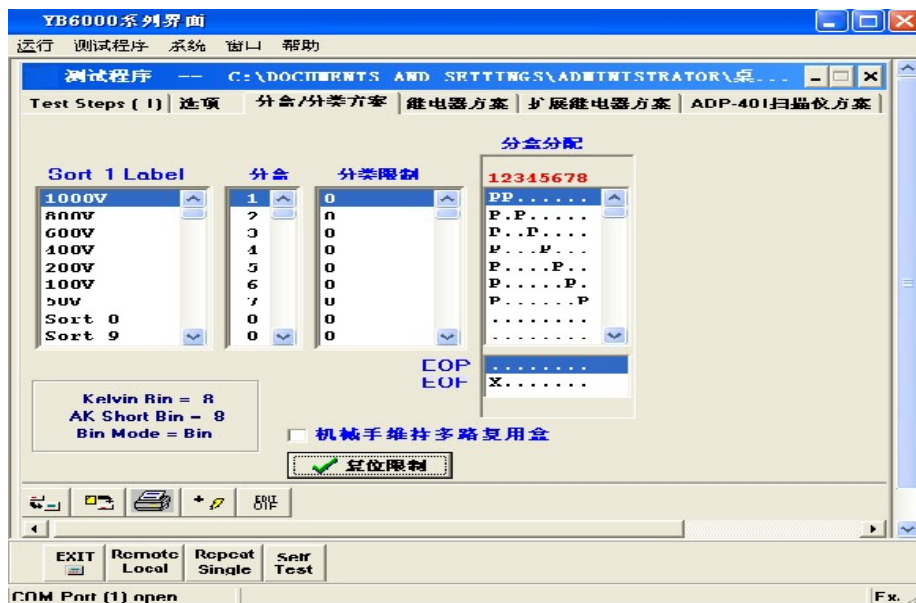 YB6000系列界面
运行 测试程序 系统 窗口 帮助
测试程序 -- C:\DOCUMENTS AND SETTINGS\ADMINISTRATOR\桌...
Test Steps ( I) 选项 分盒/分类方案 继电器方案 扩展继电器方案 ADP-401扫描仪方案
分盒分配
Sort 1 Label 分盒 分类限制 12345678
1000V 1 0 PP......
800V 2 0 P.P.....
600V 3 0 P..P....
400V 4 0 P...P...
200V 5 0 P....P..
100V 6 0 P.....P.
50V 7 0 P......P
Sort 8 0 0 ........
Sort 9 0 0 ........
EOP ........
EOF X.......
Kelvin Bin = 8
AK Short Bin = 8
Bin Mode = Bin
机械手维持多路复用盒
复位限制
EDIT
EXIT Remote Local Repeat Single Self Test
COM Port (1) open Ex.